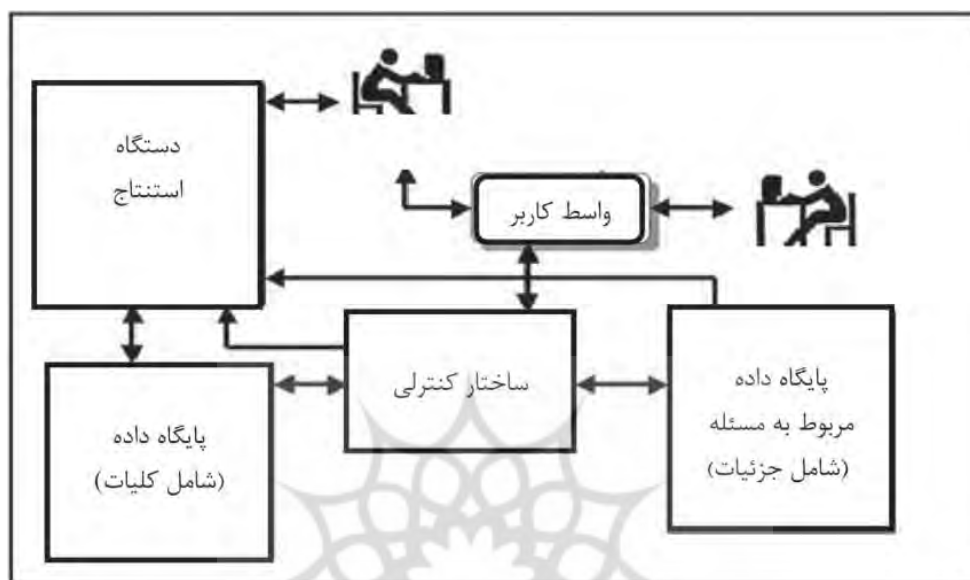 دستگاه
استنتاج
واسط کاربر
ساختار کنترلی
پایگاه داده
مربوط به مسئله
(شامل جزئیات)
پایگاه داده
(شامل کلیات)